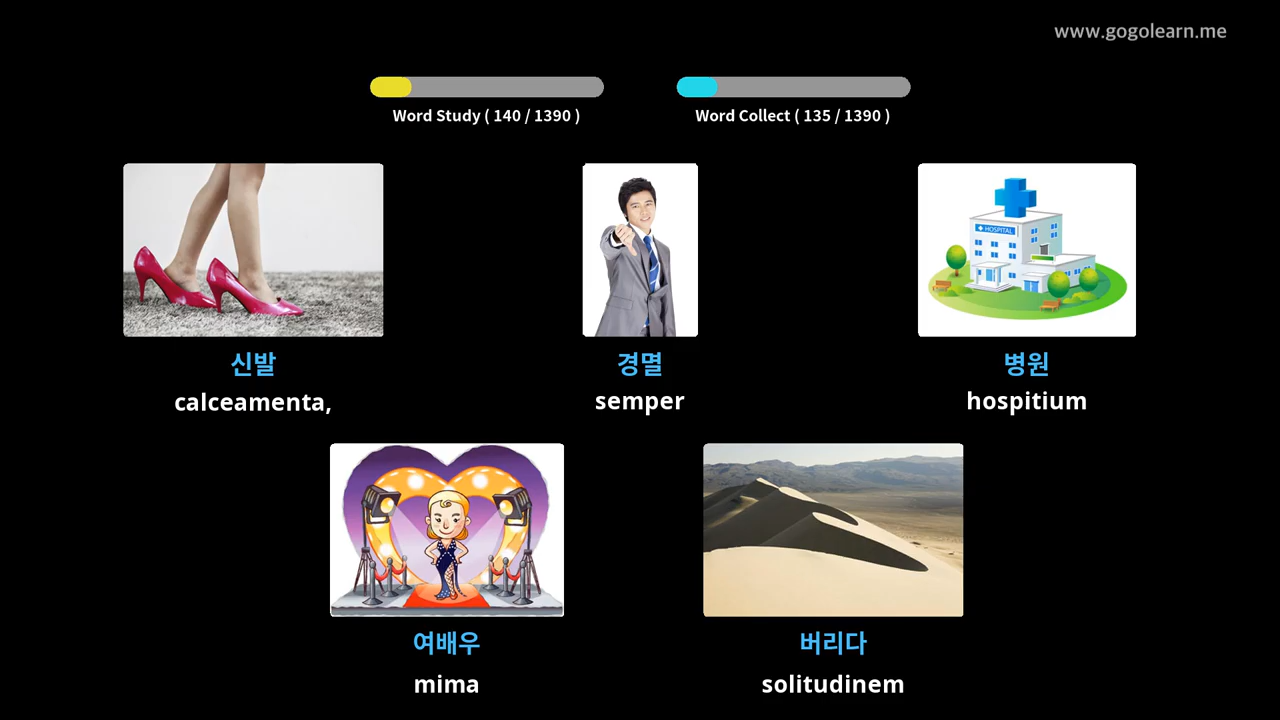 www.gogolearn.me
Word Study ( 140 / 1390 )
Word Collect ( 135 / 1390 )
HOSPITAL
신발
경멸
병원
calceamenta,
semper
hospitium
여배우
버리다
mima
solitudinem